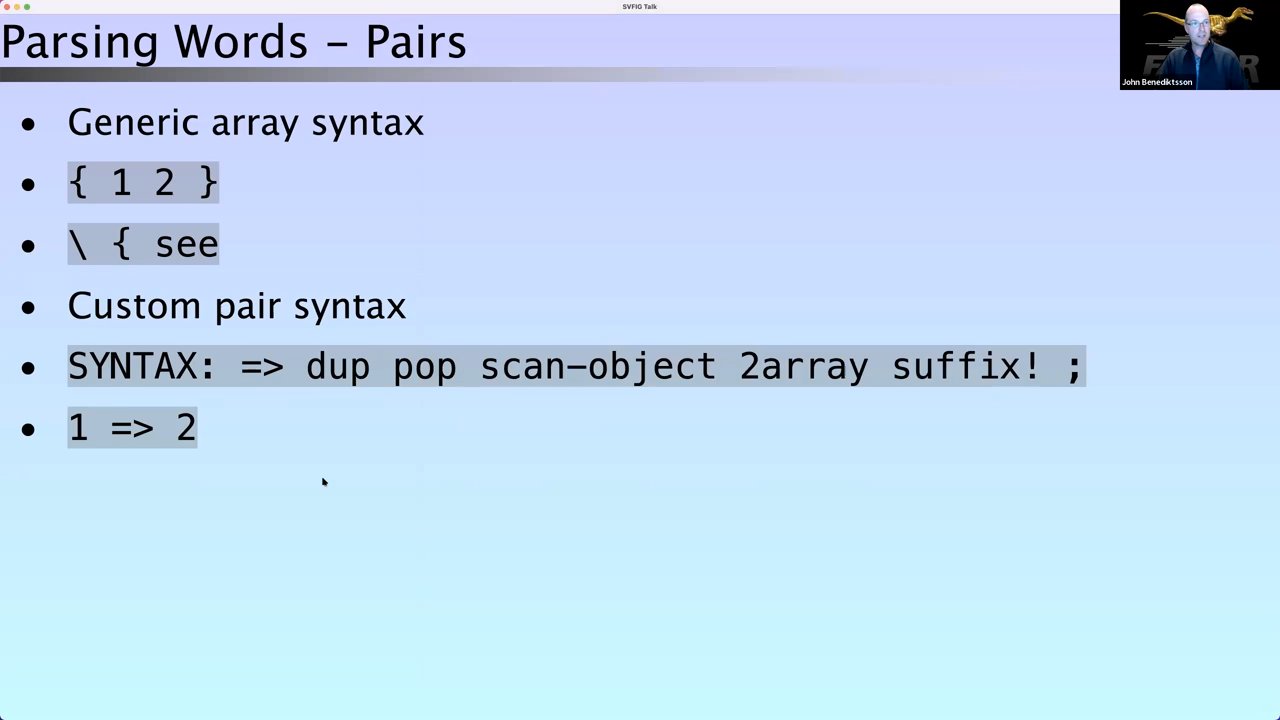 SVFIG Talk
Parsing Words - Pairs
• Generic array syntax
• { 1 2 }
• \ { see
• Custom pair syntax
• SYNTAX: => dup pop scan-object 2array suffix! ;
• 1 => 2
John Benediktsson